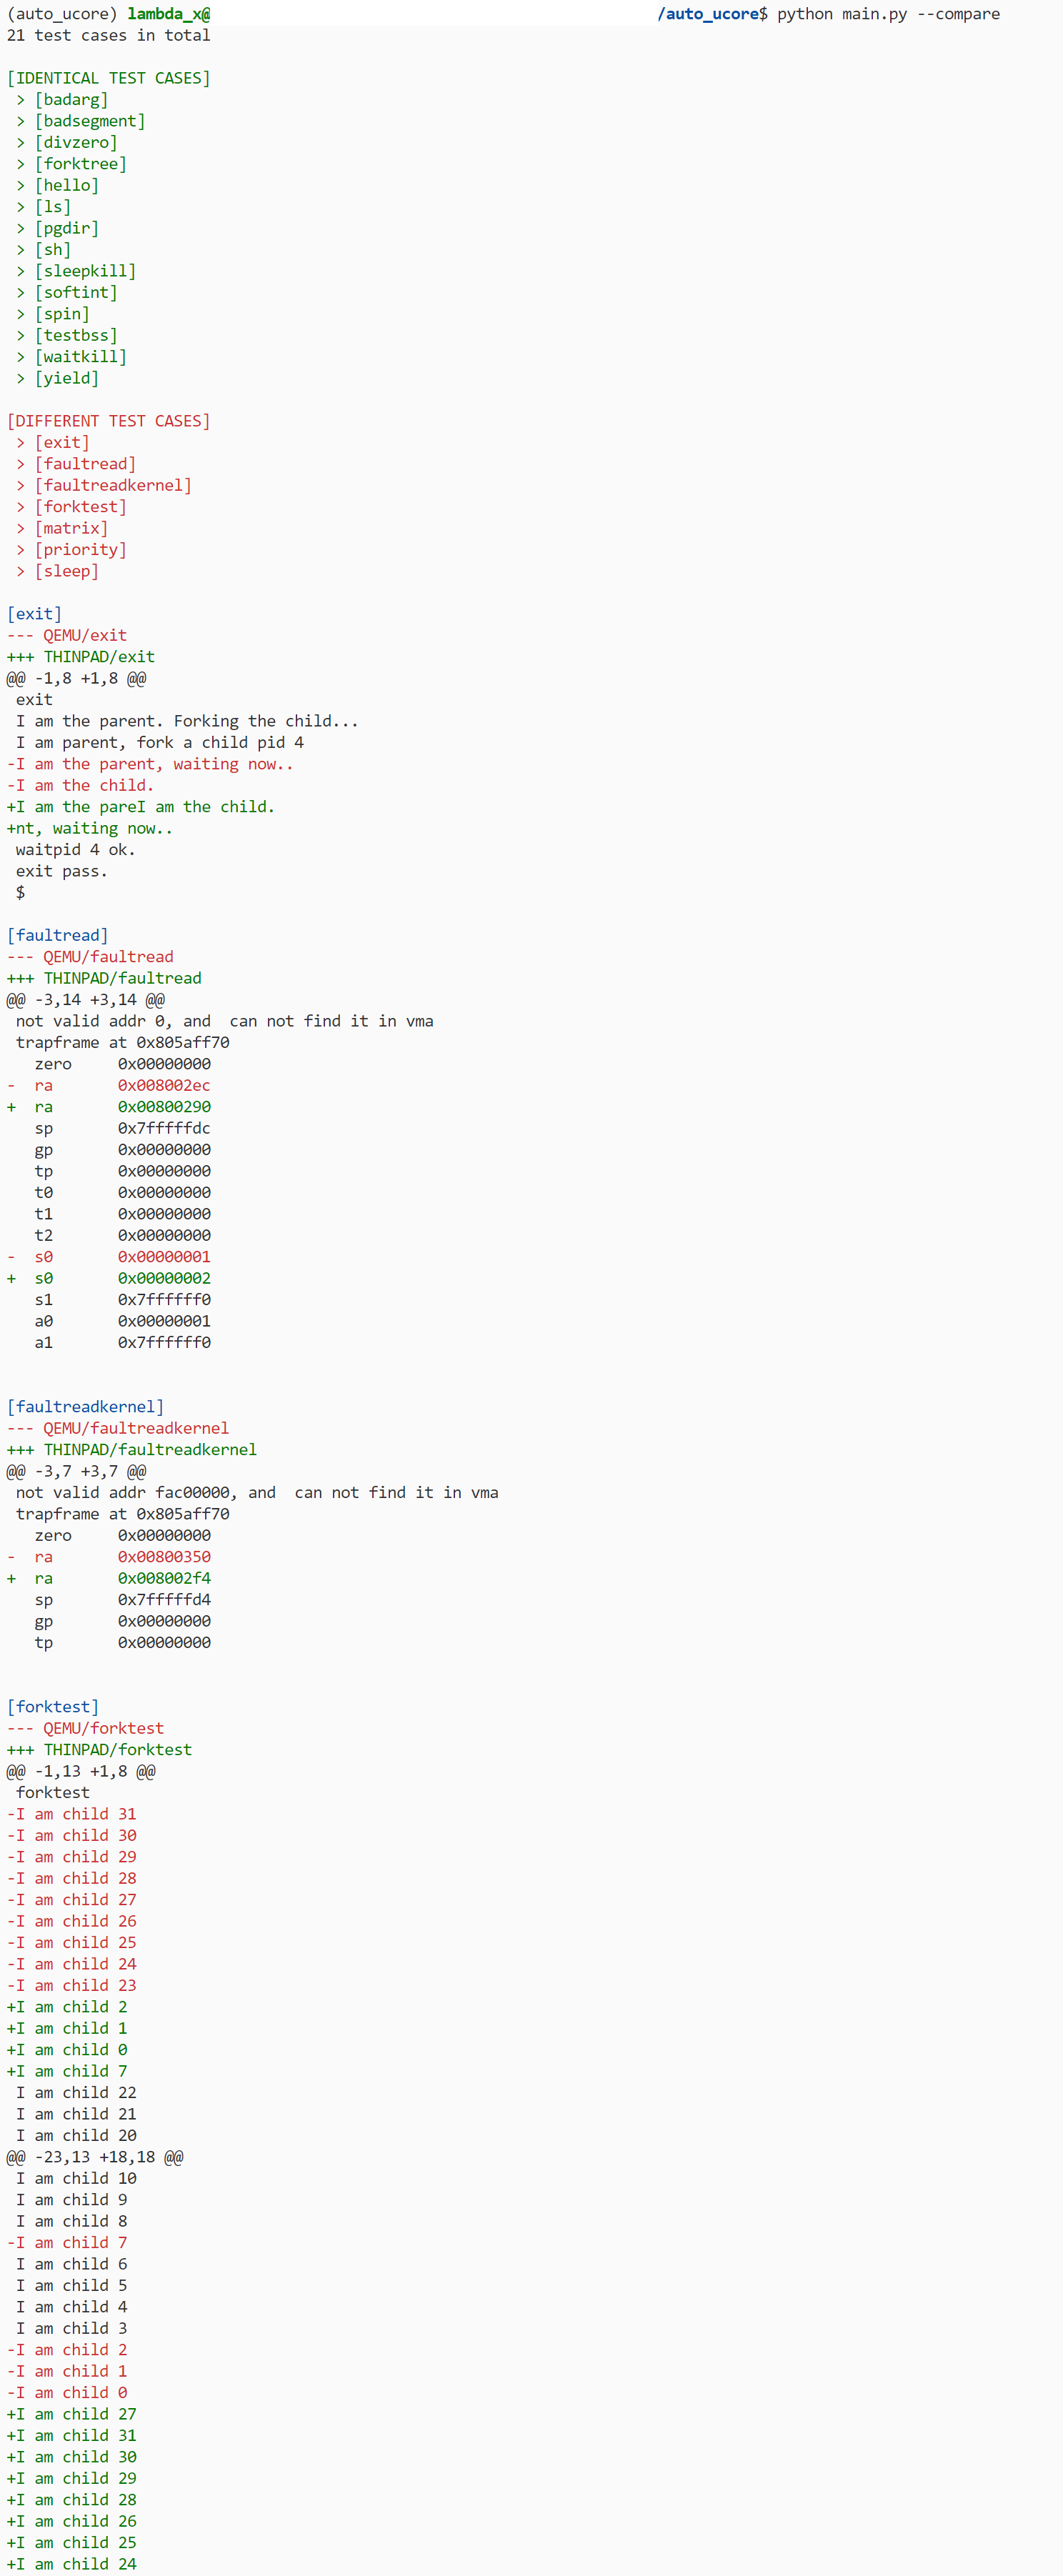 (auto_ucore) lambda_x@ /auto_ucore$ python main.py --compare
21 test cases in total

[IDENTICAL TEST CASES]
 > [badarg]
 > [badsegment]
 > [divzero]
 > [forktree]
 > [hello]
 > [ls]
 > [pgdir]
 > [sh]
 > [sleepkill]
 > [softint]
 > [spin]
 > [testbss]
 > [waitkill]
 > [yield]

[DIFFERENT TEST CASES]
 > [exit]
 > [faultread]
 > [faultreadkernel]
 > [forktest]
 > [matrix]
 > [priority]
 > [sleep]

[exit]
--- QEMU/exit
+++ THINPAD/exit
@@ -1,8 +1,8 @@
 exit
 I am the parent. Forking the child...
 I am parent, fork a child pid 4
-I am the parent, waiting now..
-I am the child.
+I am the pareI am the child.
+nt, waiting now..
 waitpid 4 ok.
 exit pass.
 $

[faultread]
--- QEMU/faultread
+++ THINPAD/faultread
@@ -3,14 +3,14 @@
 not valid addr 0, and  can not find it in vma
 trapframe at 0x805aff70
   zero     0x00000000
-  ra       0x008002ec
+  ra       0x00800290
   sp       0x7fffffdc
   gp       0x00000000
   tp       0x00000000
   t0       0x00000000
   t1       0x00000000
   t2       0x00000000
-  s0       0x00000001
+  s0       0x00000002
   s1       0x7ffffff0
   a0       0x00000001
   a1       0x7ffffff0

[faultreadkernel]
--- QEMU/faultreadkernel
+++ THINPAD/faultreadkernel
@@ -3,7 +3,7 @@
 not valid addr fac00000, and  can not find it in vma
 trapframe at 0x805aff70
   zero     0x00000000
-  ra       0x00800350
+  ra       0x008002f4
   sp       0x7fffffd4
   gp       0x00000000
   tp       0x00000000

[forktest]
--- QEMU/forktest
+++ THINPAD/forktest
@@ -1,13 +1,8 @@
 forktest
-I am child 31
-I am child 30
-I am child 29
-I am child 28
-I am child 27
-I am child 26
-I am child 25
-I am child 24
-I am child 23
+I am child 2
+I am child 1
+I am child 0
+I am child 7
 I am child 22
 I am child 21
 I am child 20
@@ -23,13 +18,18 @@
 I am child 10
 I am child 9
 I am child 8
-I am child 7
 I am child 6
 I am child 5
 I am child 4
 I am child 3
-I am child 2
-I am child 1
-I am child 0
+I am child 27
+I am child 31
+I am child 30
+I am child 29
+I am child 28
+I am child 26
+I am child 25
+I am child 24